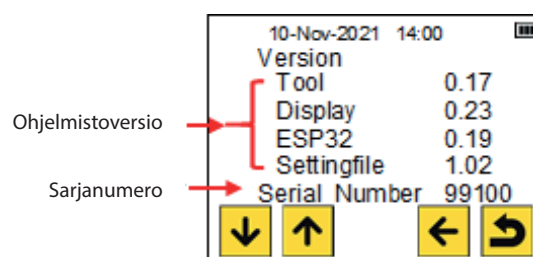 10-Nov-2021 14:00
Version
Tool 0.17
Ohjelmistoversio
Display 0.23
ESP32 0.19
Settingfile 1.02
Sarjanumero
Serial Number 99100